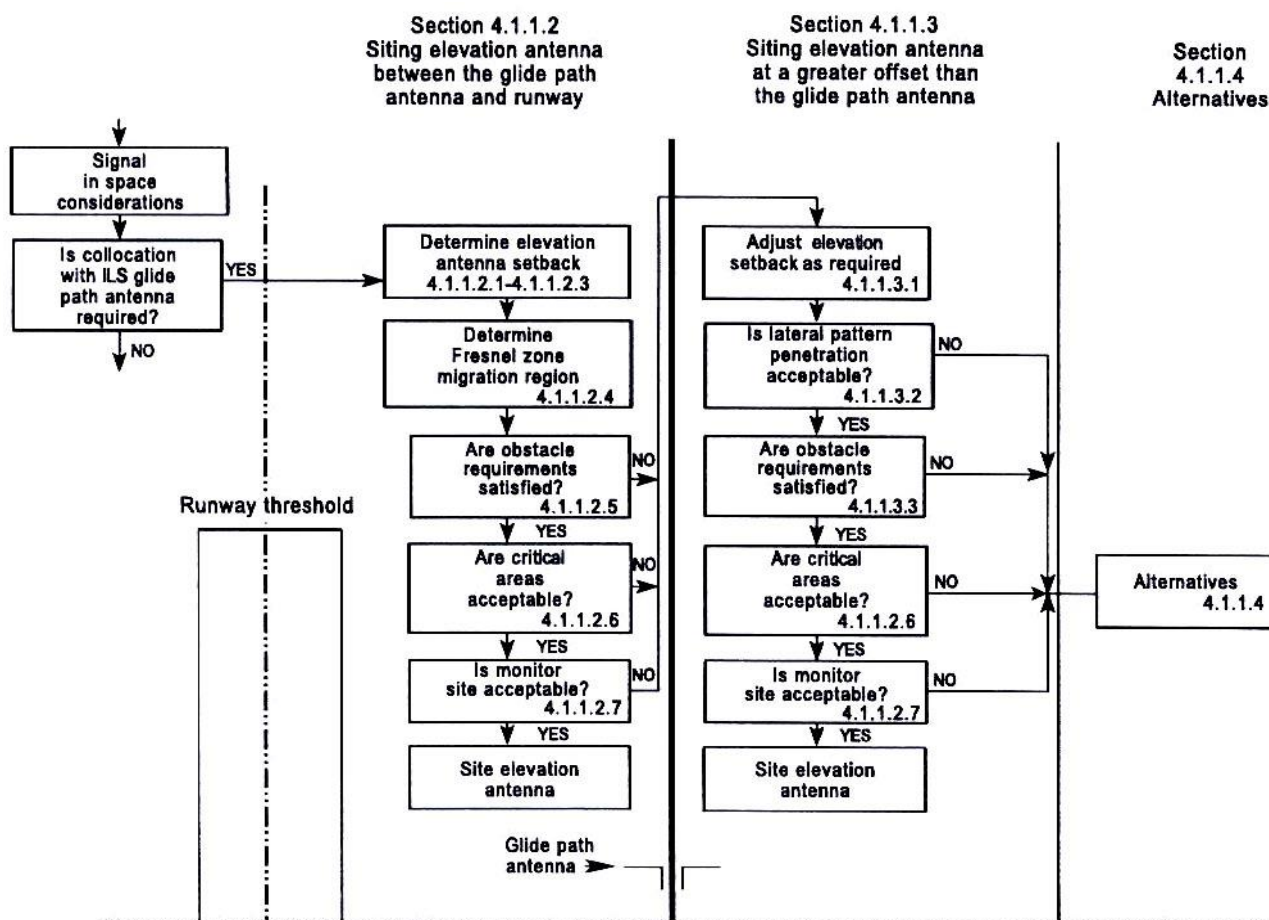 Section 4.1.1.2
Siting elevation antenna
between the glide path
antenna and runway
Section 4.1.1.3
Siting elevation antenna
at a greater offset than
the glide path antenna
Section
4.1.1.4
Alternatives
Signal
in space
considerations
Is collocation
with ILS glide
path antenna
required?
YES
NO
Determine elevation
antenna setback
4.1.1.2.1-4.1.1.2.3
Determine
Fresnel zone
migration region
4.1.1.2.4
Are obstacle
requirements
satisfied?
4.1.1.2.5
NO
YES
Are critical
areas
acceptable?
4.1.1.2.6
NO
YES
Is monitor
site acceptable?
4.1.1.2.7
NO
YES
Site elevation
antenna
Adjust elevation
setback as required
4.1.1.3.1
Is lateral pattern
penetration
acceptable?
4.1.1.3.2
NO
YES
Are obstacle
requirements
satisfied?
4.1.1.3.3
NO
YES
Are critical
areas
acceptable?
4.1.1.2.6
NO
YES
Is monitor
site acceptable?
4.1.1.2.7
NO
YES
Site elevation
antenna
Alternatives
4.1.1.4
Runway threshold
Glide path
antenna